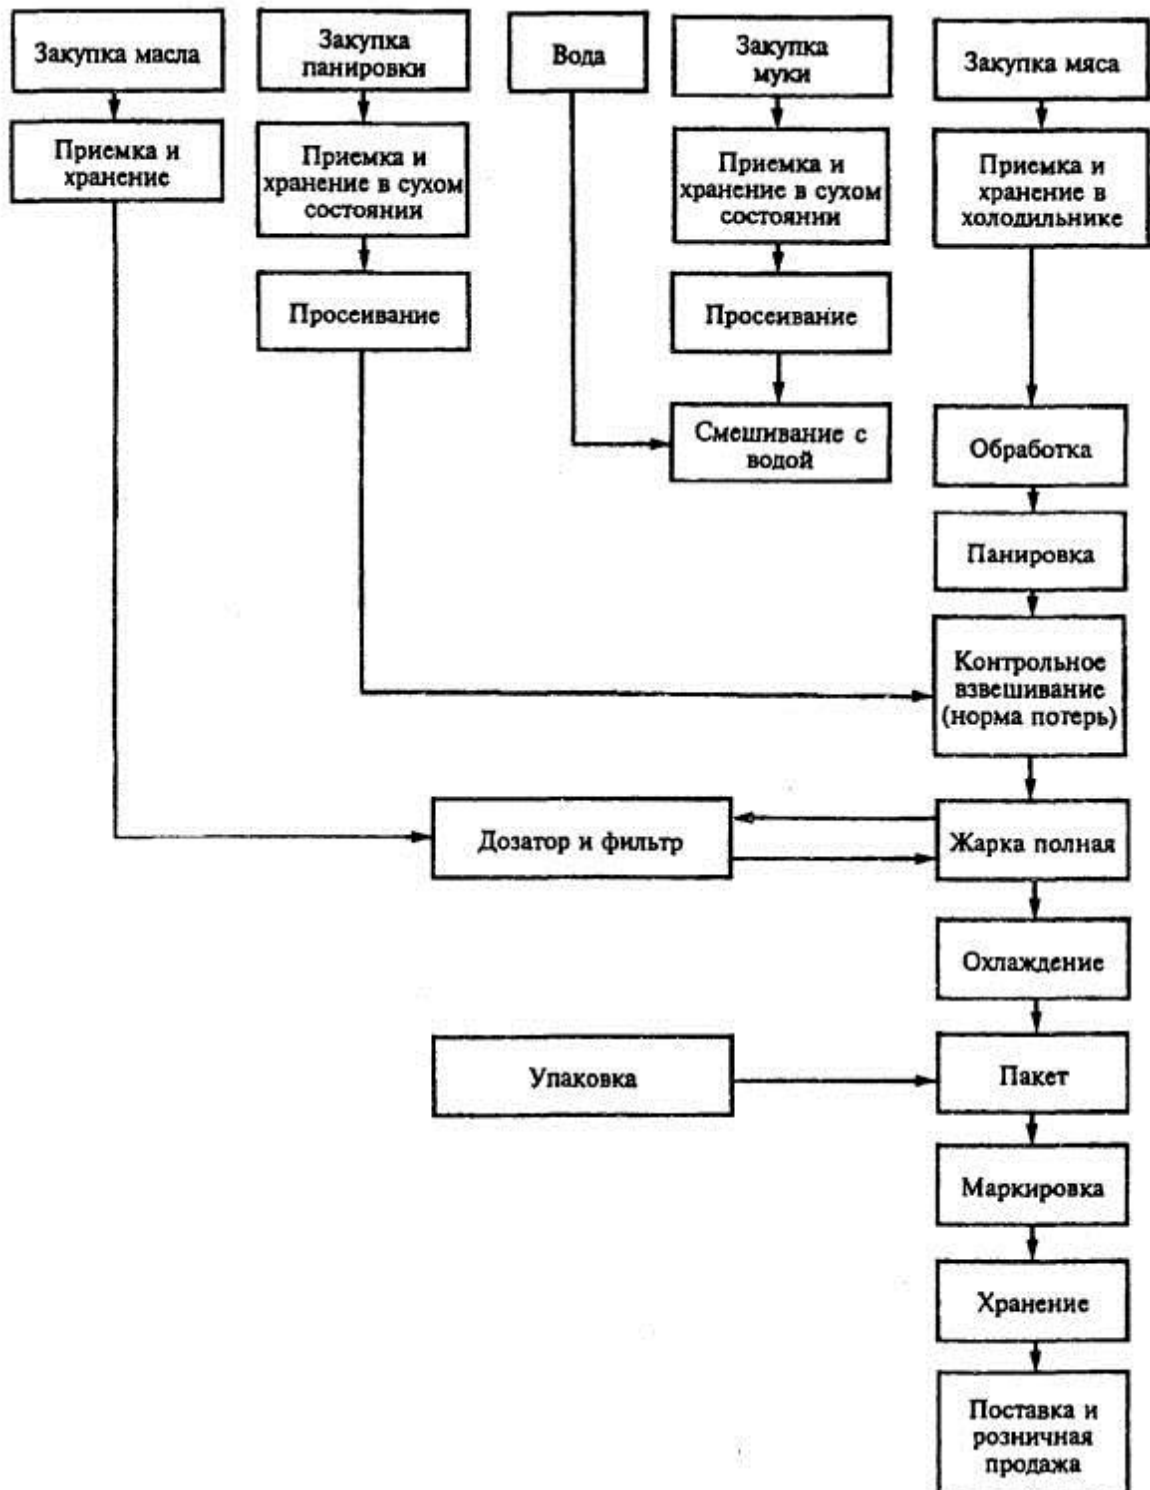 Закупка масла
Закупка
панировки
Вода
Закупка
муки
Закупка мяса
Приемка и
хранение
Приемка и
хранение в сухом
состоянии
Приемка и
хранение в сухом
состоянии
Приемка и
хранение в
холодильнике
Просеивание
Просеивание
Смешивание с
водой
Обработка
Панировка
Контрольное
взвешивание
(норма потерь)
Дозатор и фильтр
Жарка полная
Охлаждение
Упаковка
Пакет
Маркировка
Хранение
Поставка и
розничная
продажа